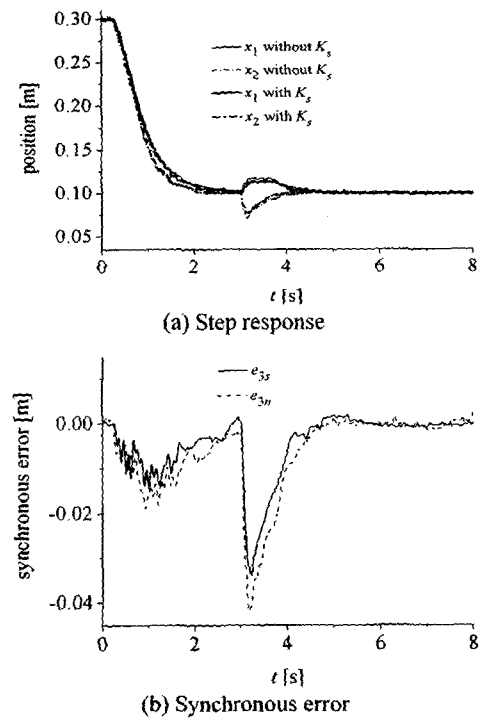 0.30
0.25
0.20
0.15
0.10
0.05
position [m]
x1 without Ks
x2 without Ks
x1 with Ks
x2 with Ks
0 2 4 6 8
t [s]
(a) Step response
0.00
-0.02
-0.04
synchronous error [m]
e3s
e3n
0 2 4 6 8
t [s]
(b) Synchronous error